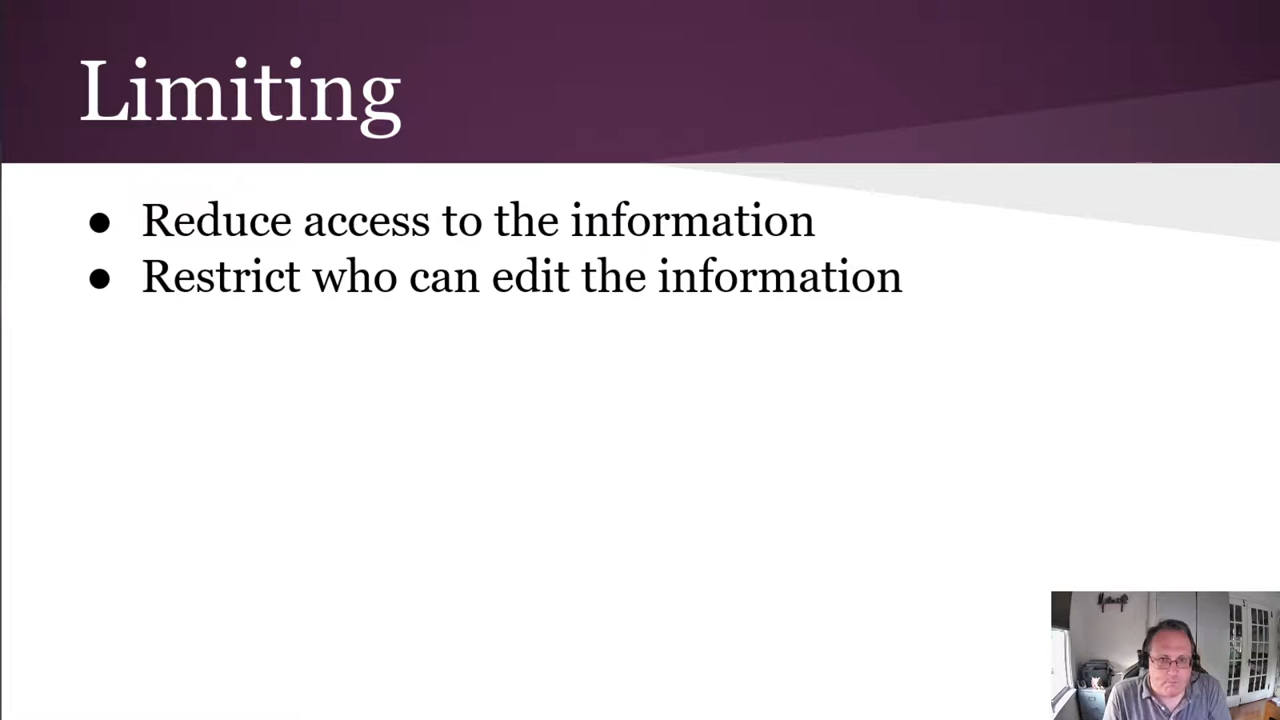 Limiting
● Reduce access to the information
● Restrict who can edit the information